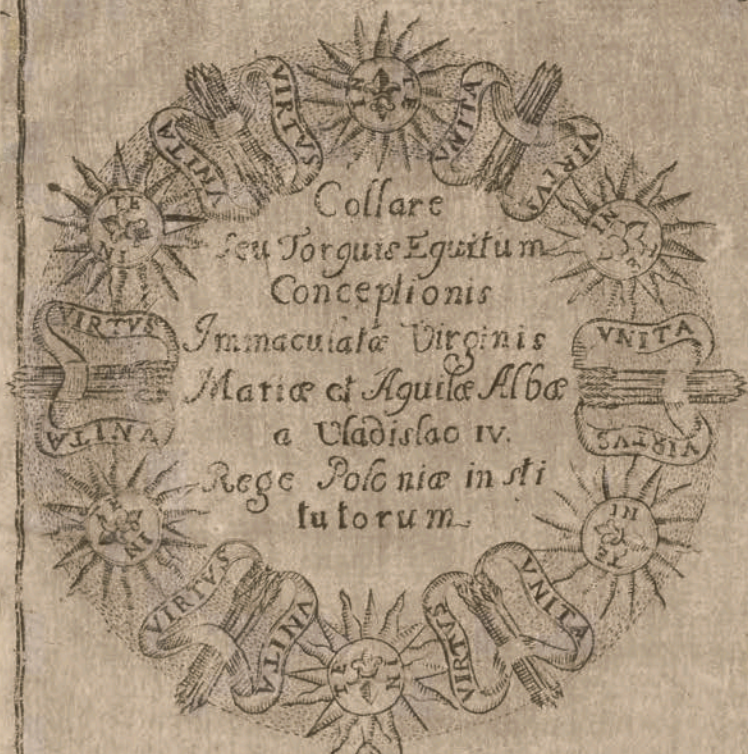 Collare
seu Torquis Equitum
Conceptionis
Immaculatæ Virginis
Mariæ et Aquilæ Albæ
a Vladislao IV.
Rege Poloniæ insti
tutorum
IN TE
VNITA VIRTVS
IN TE
VNITA VIRTVS
IN TE
VNITA VIRTVS
IN TE
VNITA VIRTVS
IN TE
VNITA VIRTVS
IN TE
VNITA VIRTVS